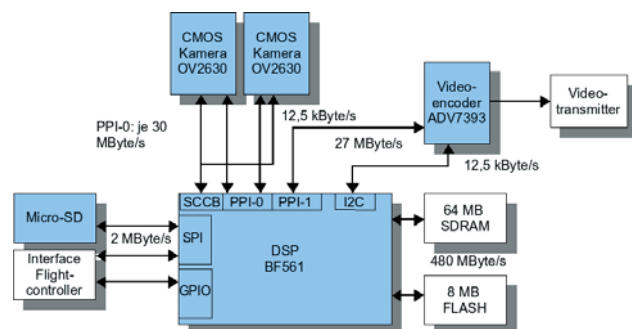 CMOS
Kamera
OV2630
CMOS
Kamera
OV2630
Video-
encoder
ADV7393
Video-
transmitter
PPI-0: je 30
MByte/s
12,5 kByte/s
27 MByte/s
12,5kByte/s
SCCB
PPI-0
PPI-1
I2C
Micro-SD
SPI
2 MByte/s
DSP
BF561
64 MB
SDRAM
480 MByte/s
Interface
Flight-
controller
GPIO
8 MB
FLASH